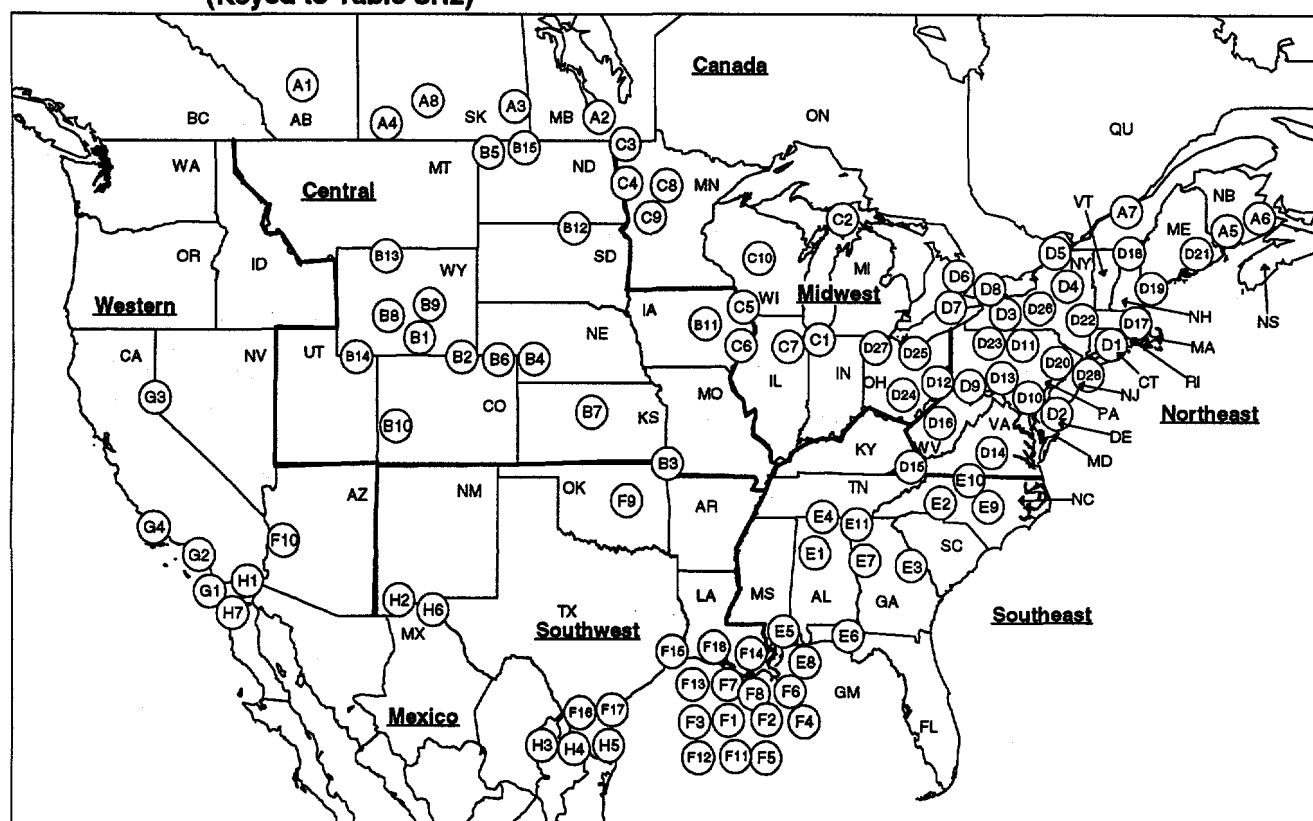 (Keyed to Table SR2)
Canada
A1
A8
A3
A2
A4
BC
AB
SK
MB
ON
QU
C3
B5
B15
WA
MT
ND
MN
C4
C8
C9
Central
C2
VT
A7
NB
A6
A5
ME
B12
SD
OR
ID
B13
WY
C10
MI
D5
NY
D18
D21
D6
D8
D4
D19
NS
Western
B9
B8
B1
NE
IA
B11
C5
WI
Midwest
D7
D3
D26
D22
NH
D17
MA
CA
NV
UT
B14
B2
B6
B4
C6
C7
C1
D27
D25
D23
D11
D1
CT
RI
G3
CO
B10
B7
KS
MO
IL
IN
OH
D24
D12
D9
D13
D20
D28
D10
NJ
PA
Northeast
D2
DE
MD
VA
D16
WV
D14
KY
D15
B3
AZ
NM
OK
F9
AR
TN
E10
E2
E9
NC
G4
G2
F10
E4
E11
E1
E7
E3
SC
G1
H1
H7
H2
H6
MX
TX
LA
MS
AL
GA
Southeast
Southwest
F15
F18
F14
E5
E6
E8
GM
FL
F13
F7
F8
F6
Mexico
F16
F17
F3
F1
F2
F4
H3
H4
H5
F12
F11
F5